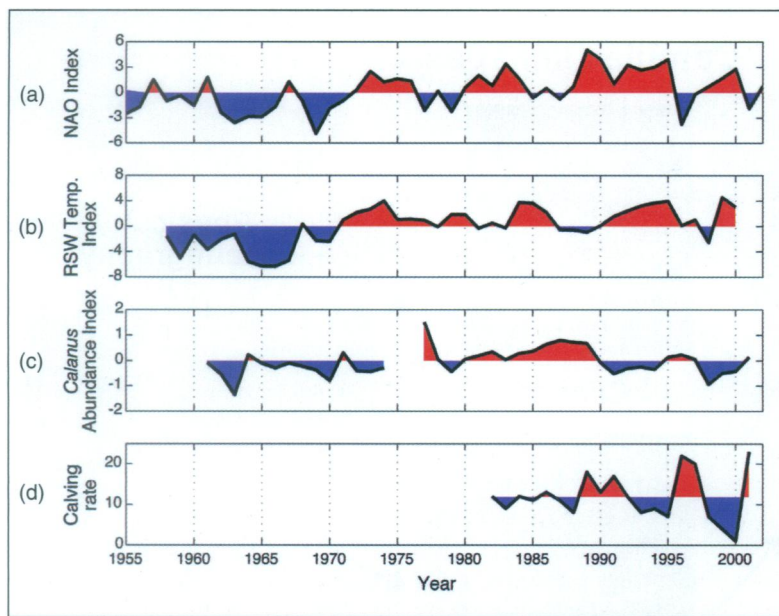 (a)
NAO Index
6
3
0
-3
-6
(b)
RSW Temp.
Index
8
4
0
-4
-8
(c)
Calanus
Abundance Index
2
1
0
-1
-2
(d)
Calving
rate
20
10
0
1955 1960 1965 1970 1975 1980 1985 1990 1995 2000
Year